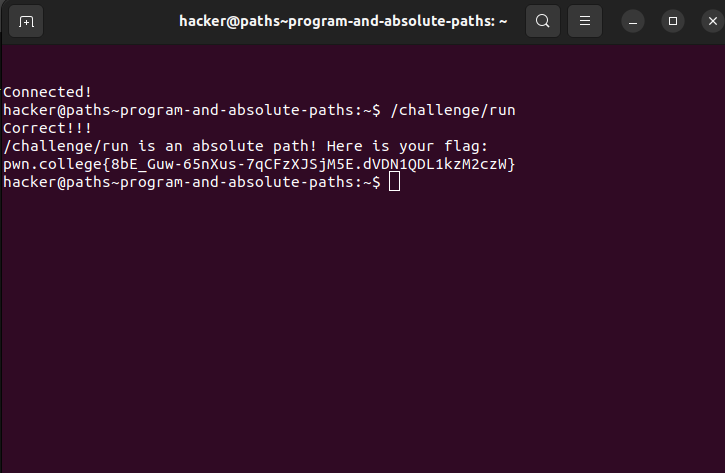 hacker@paths~program-and-absolute-paths: ~
Connected!
hacker@paths~program-and-absolute-paths:~$ /challenge/run
Correct!!!
/challenge/run is an absolute path! Here is your flag:
pwn.college{8bE_Guw-65nXus-7qCFzXJSjM5E.dVDN1QDL1kzM2czW}
hacker@paths~program-and-absolute-paths:~$